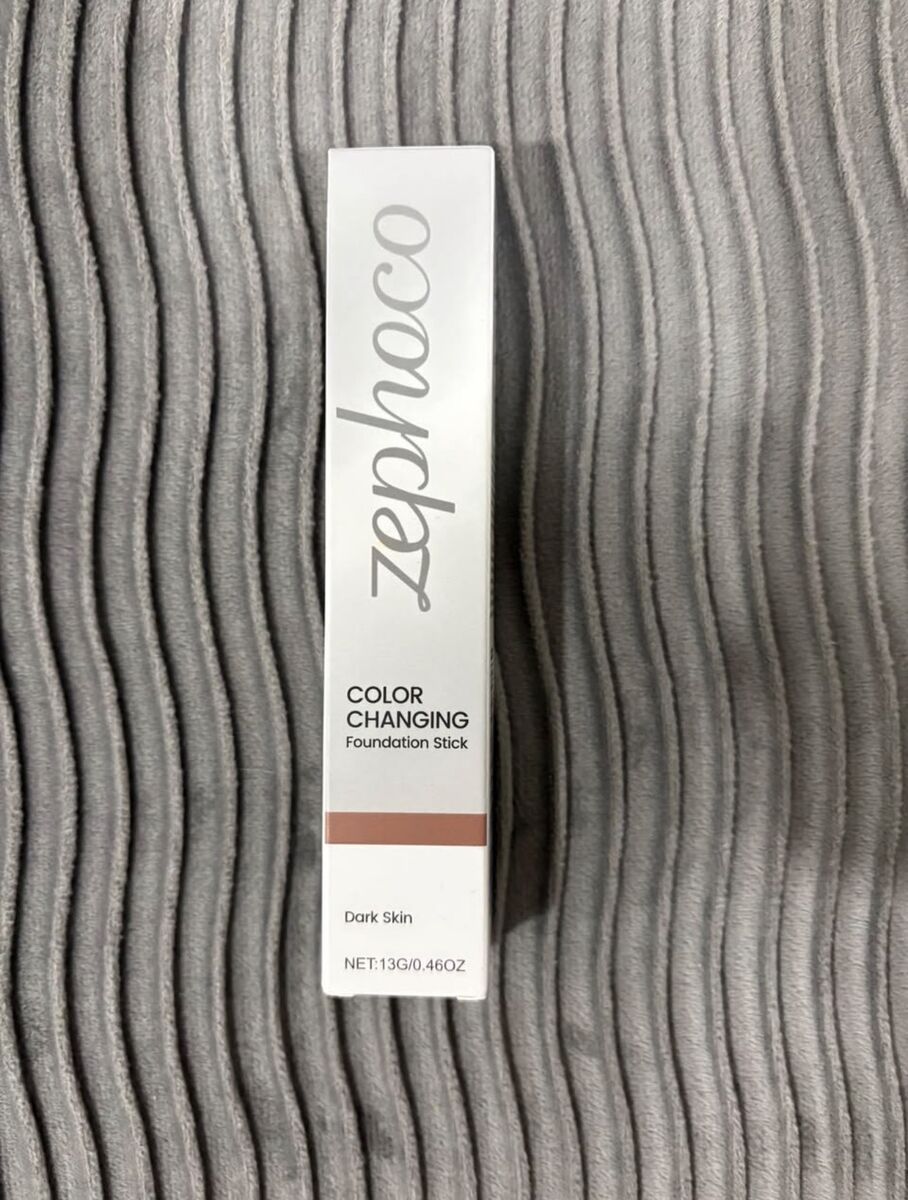 zephoco
COLOR
CHANGING
Foundation Stick
Dark Skin
NET:13G/0.46OZ